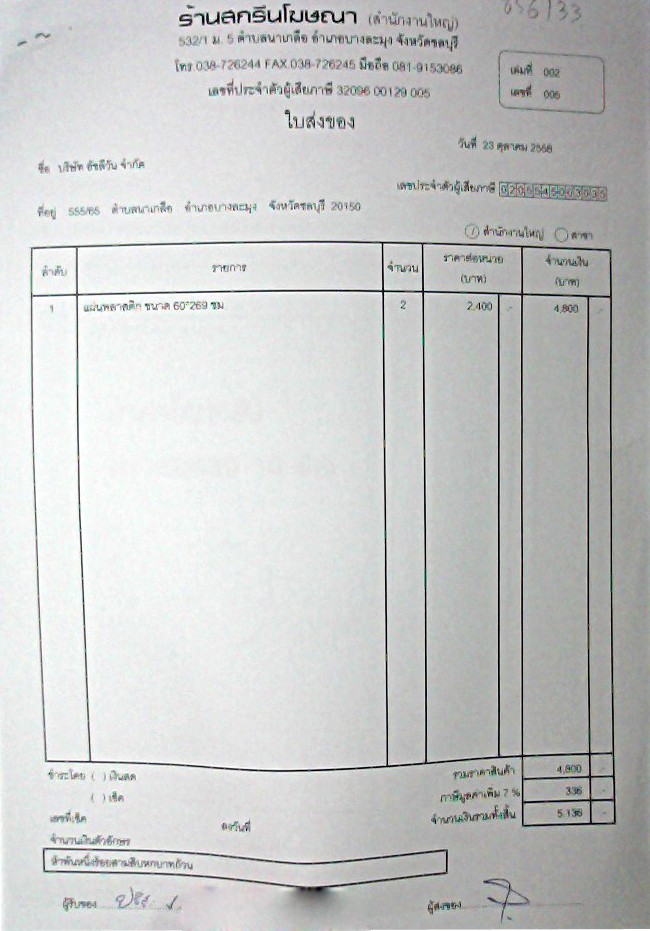 ร้านสกรีนโฆษณา (สำนักงานใหญ่)
532/1 ม. 5 ตำบลนาเกลือ อำเภอบางละมุง จังหวัดชลบุรี
โทร.038-726244 FAX.038-726245 มือถือ 081-9153086
เลขที่ประจำตัวผู้เสียภาษี 32096 00129 005
เล่มที่ 002
เลขที่ 006
ใบส่งของ
วันที่ 23 ตุลาคม 2568
ชื่อ บริษัท อัลลีวัน จำกัด
เลขประจำตัวผู้เสียภาษี 0205545003035
ที่อยู่ 555/65 ตำบลนาเกลือ อำเภอบางละมุง จังหวัดชลบุรี 20150
(/) สำนักงานใหญ่ ( ) สาขา
ลำดับ รายการ จำนวน ราคาต่อหน่วย (บาท) จำนวนเงิน (บาท)
1 แผ่นพลาสติก ขนาด 60*269 ซม 2 2,400 .- 4,800 .-
ชำระโดย ( ) เงินสด รวมราคาสินค้า 4,800 .-
( ) เช็ค ภาษีมูลค่าเพิ่ม 7 % 336 .-
เลขที่เช็ค ลงวันที่ จำนวนเงินรวมทั้งสิ้น 5,136 .-
จำนวนเงินตัวอักษร
ห้าพันหนึ่งร้อยสามสิบหกบาทถ้วน
ผู้รับของ ผู้ส่งของ